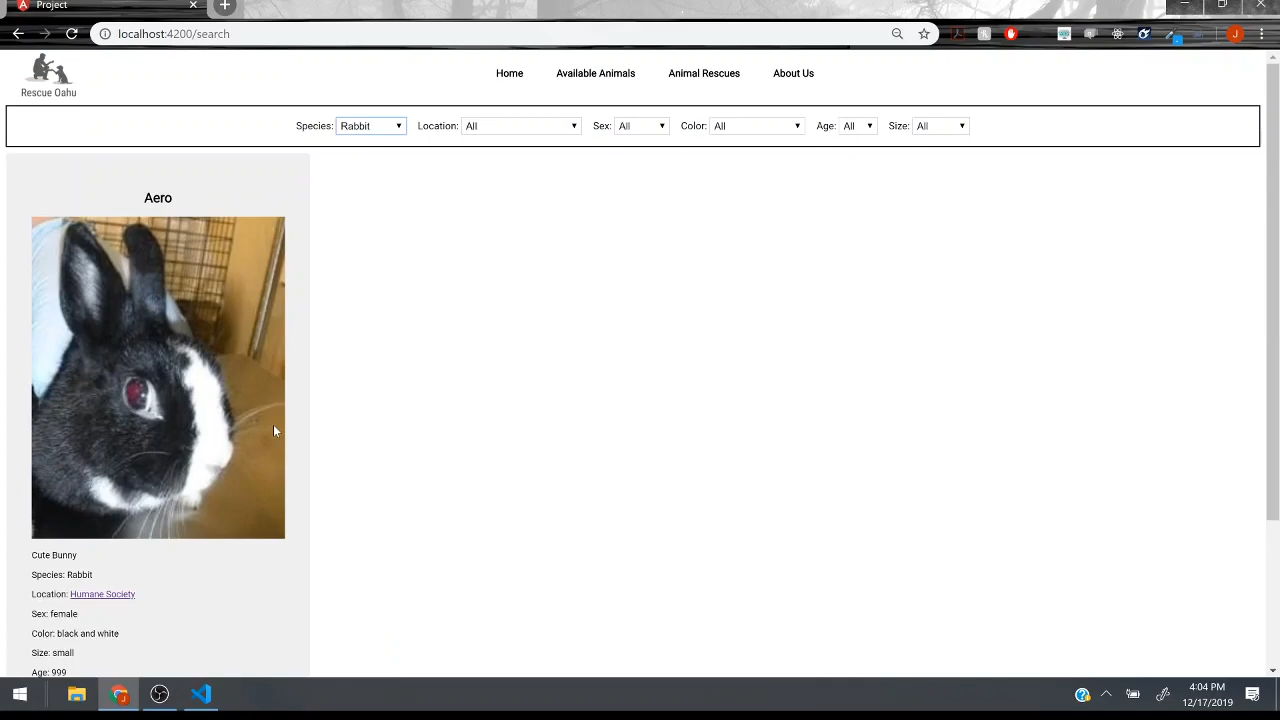 Project
localhost:4200/search
Rescue Oahu
Home Available Animals Animal Rescues About Us
Species: Rabbit Location: All Sex: All Color: All Age: All Size: All
Aero
Cute Bunny
Species: Rabbit
Location: Humane Society
Sex: female
Color: black and white
Size: small
Age: 999
4:04 PM
12/17/2019